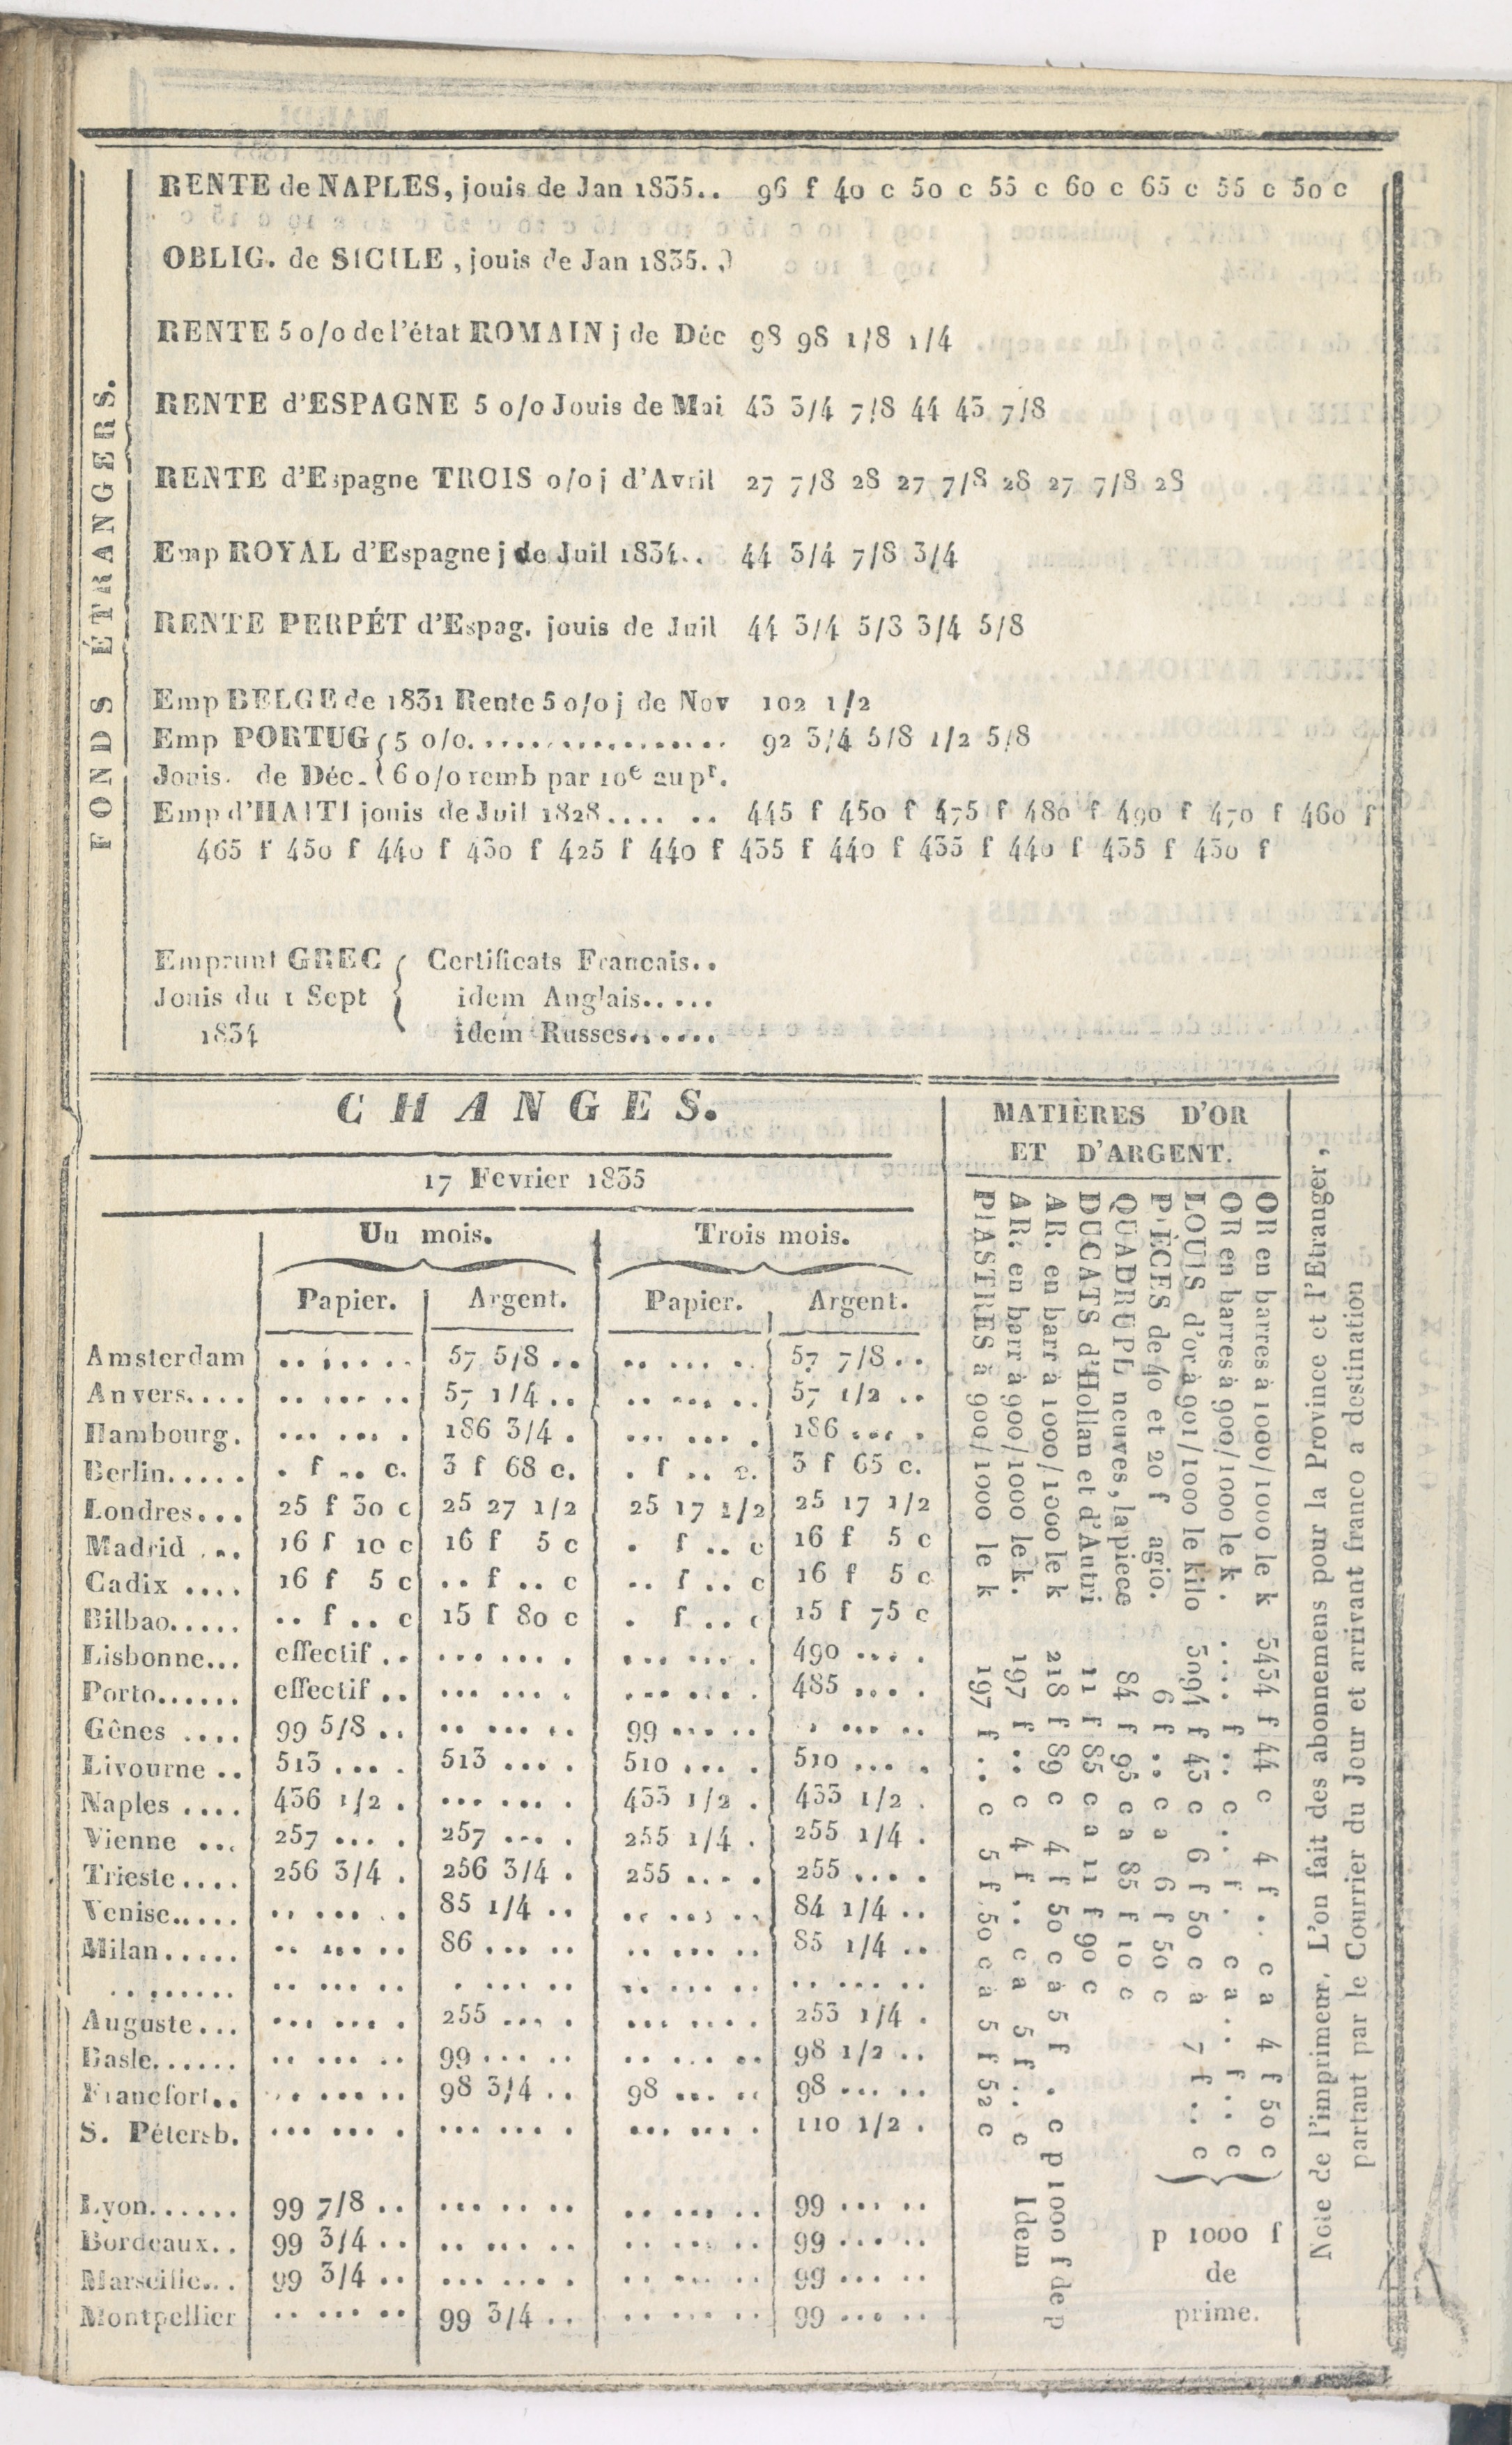 FONDS ÉTRANGERS.
RENTE de NAPLES, jouis de Jan 1835.. 96 f 40 c 50 c 55 c 60 c 65 c 55 c 50 c
OBLIG. de SICILE, jouis de Jan 1835.
RENTE 5 o/o de l'état ROMAIN j de Déc 98 98 1/8 1/4
RENTE d'ESPAGNE 5 o/o Jouis de Mai 43 3/4 7/8 44 43 7/8
RENTE d'Espagne TROIS o/o j d'Avril 27 7/8 28 27 7/8 28 27 7/8 28
Emp ROYAL d'Espagne j de Juil 1834.. 44 3/4 7/8 3/4
RENTE PERPÉT d'Espag. jouis de Juil 44 3/4 5/8 3/4 5/8
Emp BELGE de 1831 Rente 5 o/o j de Nov 102 1/2
Emp PORTUG { 5 o/o................. 92 3/4 5/8 1/2 5/8
Jouis. de Déc. { 6 o/o remb par 10e au pr.
Emp d'HAITI jouis de Juil 1828.... .. 445 f 450 f 475 f 480 f 490 f 470 f 460 f
465 f 450 f 440 f 430 f 425 f 440 f 435 f 440 f 435 f 440 f 435 f 430 f
Emprunt GREC { Certificats Francais..
Jouis du 1 Sept { idem Anglais.....
1834 idem Russes......
CHANGES.
17 Fevrier 1835
Un mois. Trois mois.
Papier. Argent. Papier. Argent.
Amsterdam .. .. .... 57 5/8 .. .. ... . 57 7/8 ..
Anvers.... .. ... .. 57 1/4 .. .. ... .. 57 1/2 ..
Hambourg. ... ... . 186 3/4 . ... ... . 186 ... .
Berlin..... . f .. c. 3 f 68 c. . f .. c. 3 f 65 c.
Londres... 25 f 30 c 25 27 1/2 25 17 1/2 25 17 1/2
Madrid ... 16 f 10 c 16 f 5 c . f .. c 16 f 5 c
Cadix .... 16 f 5 c .. f .. c .. f .. c 16 f 5 c
Bilbao..... .. f .. c 15 f 80 c . f ... c 15 f 75 c
Lisbonne... effectif .. ... ... . ... ... . 490 ... .
Porto...... effectif .. ... ... . ... ... . 485 ... .
Gênes .... 99 5/8 .. .. ... .. 99 ... .. . ... ..
Livourne .. 513 ... . 513 ... . 510 ... . 510 ... .
Naples .... 436 1/2 . ... ... . 433 1/2 . 433 1/2 .
Vienne ... 257 ... . 257 ... . 255 1/4 . 255 1/4 .
Trieste.... 256 3/4 . 256 3/4 . 255 ... . 255 ... .
Venise..... .. ... .. 85 1/4 .. .. ... .. 84 1/4 ..
Milan..... .. ... .. 86 ... .. .. ... .. 85 1/4 ..
........ .. ... .. . ... .. .. ... .. .. ... ..
Auguste... ... ... . 255 ... . ... ... . 253 1/4 .
Basle...... .. ... .. 99 ... .. .. ... .. 98 1/2 ..
Francfort.. .. ... .. 98 3/4 .. 98 ... .. 98 ... ..
S. Pétersb. ... ... . ... ... . ... ... . 110 1/2 .
Lyon...... 99 7/8 .. ... .. .. .. ... .. 99 ... ..
Bordeaux.. 99 3/4 .. .. ... .. .. ... .. 99 ... ..
Marseille... 99 3/4 .. ... ... . .. ... .. 99 ... ..
Montpellier .. ... .. 99 3/4 .. .. ... .. 99 ... ..
MATIÈRES D'OR
ET D'ARGENT.
OR en barres à 1000/1000 le k 3434 f 44 c 4 f .. c a 4 f 50 c
OR en barres à 900/1000 le k . .... f .. c .. f . c a .. f .. c
LOUIS d'or à 901/1000 le kilo 3094 f 43 c 6 f 50 c à 7 f .. c
PIÈCES de 40 et 20 f agio. 6 f .. c a 6 f 50 c
QUADRUPL neuves, la piece 84 f 95 c a 85 f 10 c
DUCATS d'Hollan et d'Autri 11 f 85 c a 11 f 90 c
AR. en barr à 1000/1000 le k 218 f 89 c 4 f 50 c à 5 f . c p 1000 f de p
AR. en barr à 900/1000 le k. 197 f .. c 4 f .. c a 5 f .. c Idem
PIASTRES à 900/1000 le k 197 f .. c 5 f 50 c à 5 f 52 c
p 1000 f
de
prime.
Note de l'imprimeur. L'on fait des abonnemens pour la Province et l'Etranger,
partant par le Courrier du Jour et arrivant franco a destination